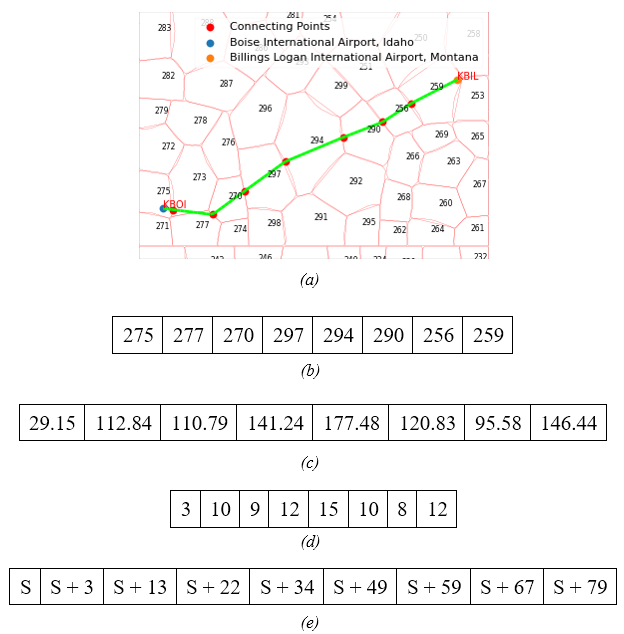 281 254
283
Connecting Points
Boise International Airport, Idaho
Billings Logan International Airport, Montana
250 258
KBIL
282 287 299 251 259 253
279 278 296 256
276 294 290 269 265
272 266 263
273 297 292 267
275 270 268 260
KBOI
271 277 274 298 291 295 262 264 261
232
(a)
275 277 270 297 294 290 256 259
(b)
29.15 112.84 110.79 141.24 177.48 120.83 95.58 146.44
(c)
3 10 9 12 15 10 8 12
(d)
S S + 3 S + 13 S + 22 S + 34 S + 49 S + 59 S + 67 S + 79
(e)